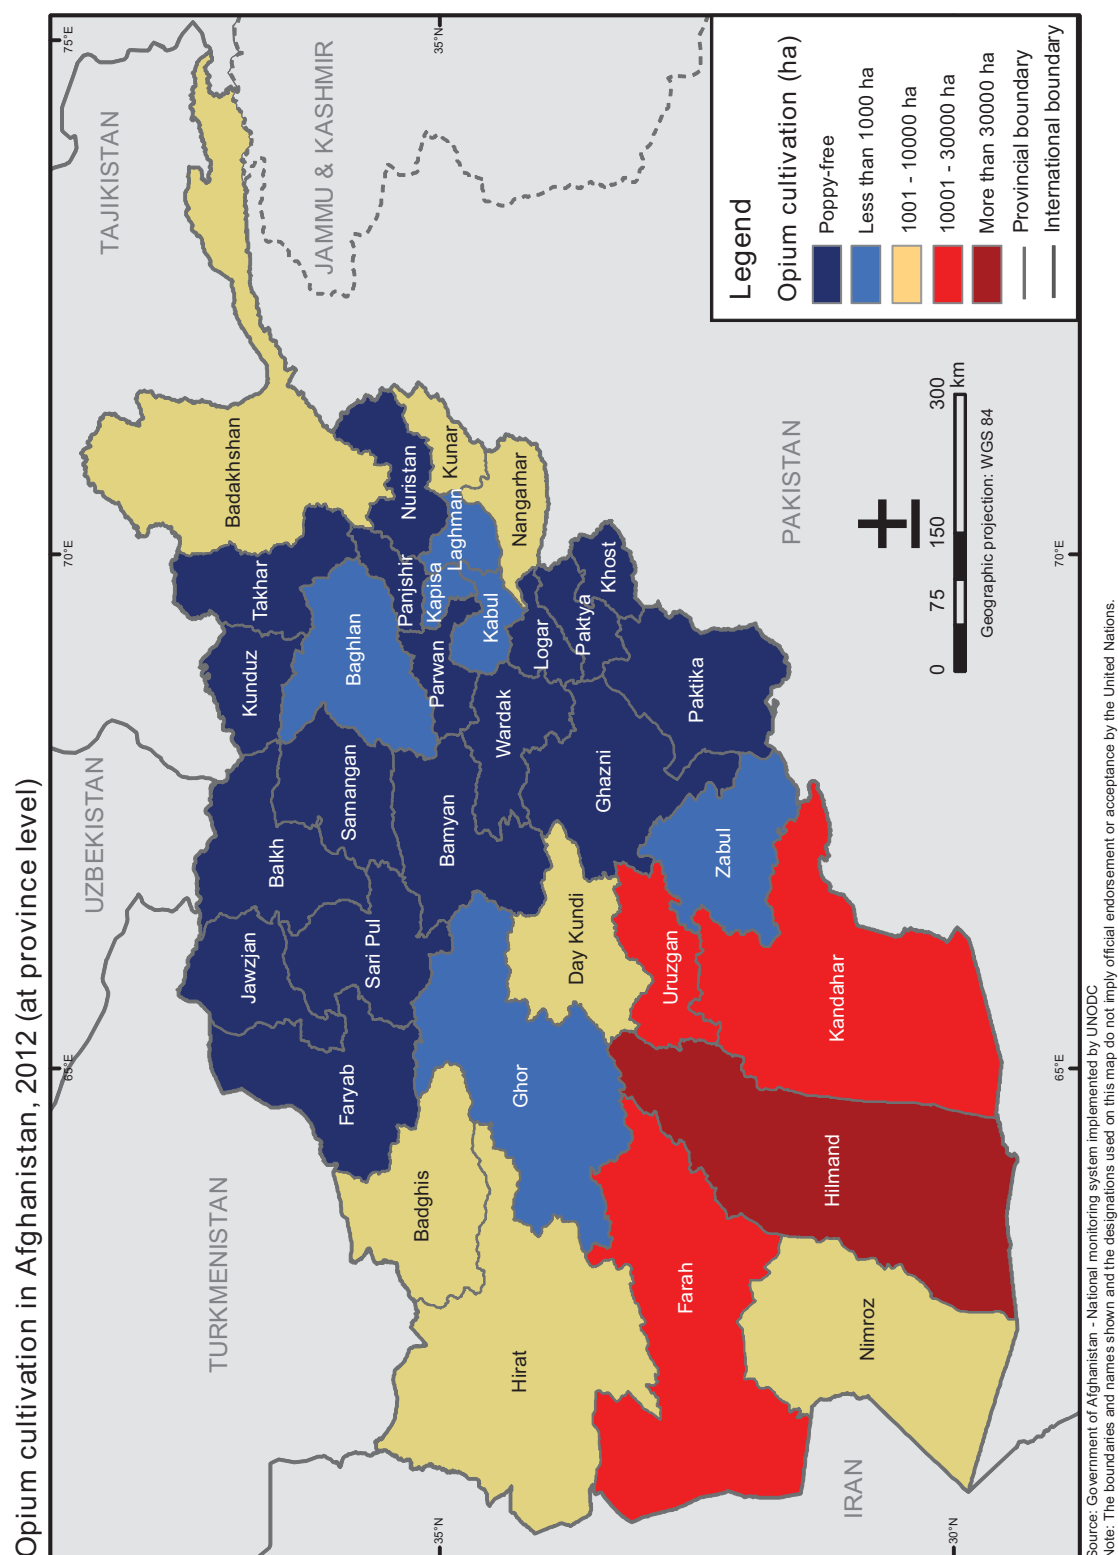 Opium cultivation in Afghanistan, 2012 (at province level)
65°E
70°E
75°E
UZBEKISTAN
TAJIKISTAN
TURKMENISTAN
JAMMU & KASHMIR
35°N
35°N
Badakhshan
Takhar
Kunduz
Jawzjan
Balkh
Samangan
Baghlan
Faryab
Sari Pul
Badghis
Bamyan
Parwan
Panjshir
Kapisa
Nuristan
Laghman
Kunar
Hirat
Ghor
Wardak
Kabul
Nangarhar
Day Kundi
Ghazni
Logar
Paktya
Khost
Uruzgan
Zabul
Paktika
Farah
Hilmand
Kandahar
Nimroz
IRAN
PAKISTAN
30°N
65°E
70°E
0 75 150 300
km
Geographic projection: WGS 84
Legend
Opium cultivation (ha)
Poppy-free
Less than 1000 ha
1001 - 10000 ha
10001 - 30000 ha
More than 30000 ha
Provincial boundary
International boundary
Source: Government of Afghanistan - National monitoring system implemented by UNODC
Note: The boundaries and names shown and the designations used on this map do not imply official endorsement or acceptance by the United Nations.